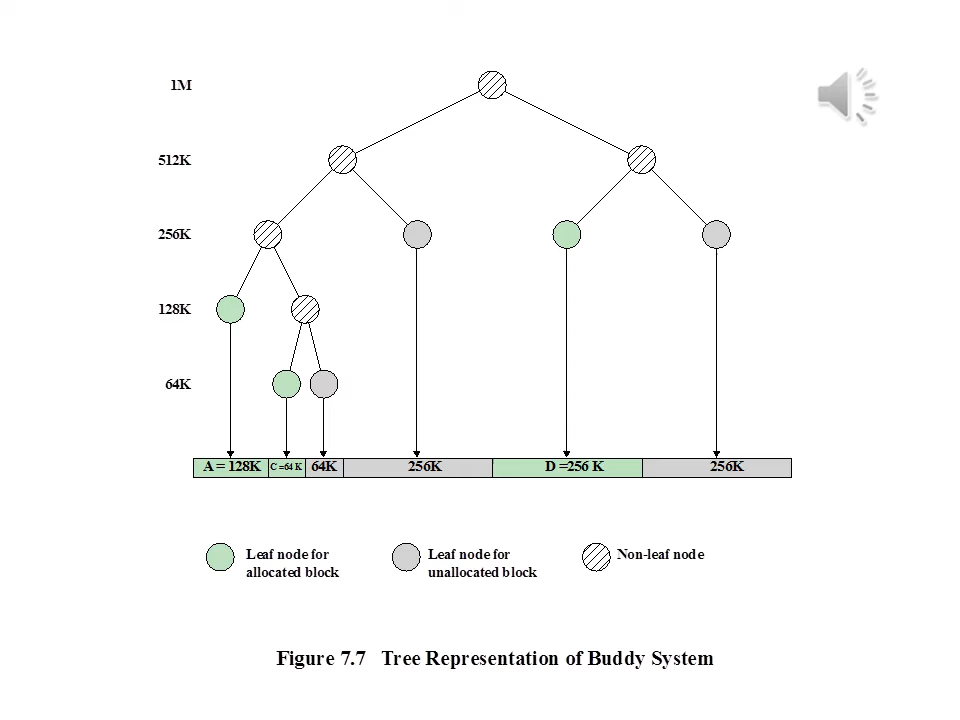 1M
512K
256K
128K
64K
A = 128K C =64 K 64K 256K D =256 K 256K
Leaf node for
allocated block
Leaf node for
unallocated block
Non-leaf node
Figure 7.7 Tree Representation of Buddy System